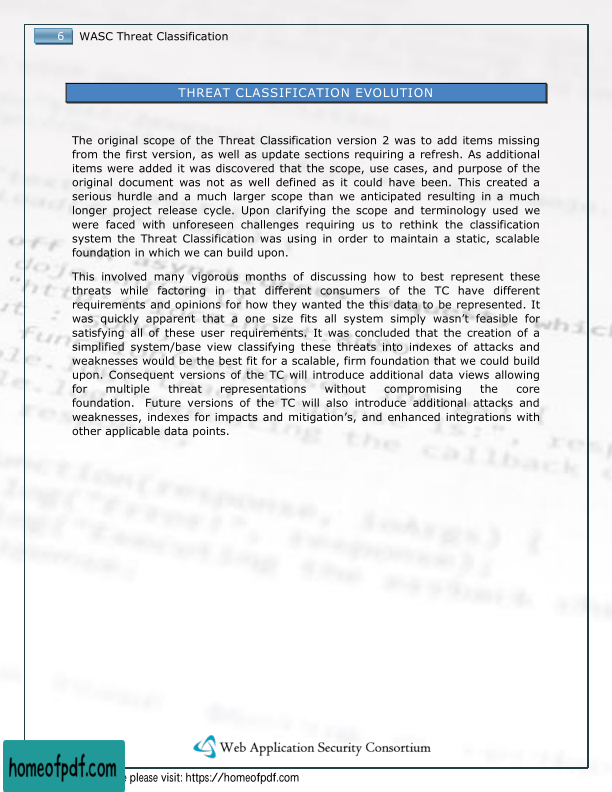 6 WASC Threat Classification
THREAT CLASSIFICATION EVOLUTION
The original scope of the Threat Classification version 2 was to add items missing
from the first version, as well as update sections requiring a refresh. As additional
items were added it was discovered that the scope, use cases, and purpose of the
original document was not as well defined as it could have been. This created a
serious hurdle and a much larger scope than we anticipated resulting in a much
longer project release cycle. Upon clarifying the scope and terminology used we
were faced with unforeseen challenges requiring us to rethink the classification
system the Threat Classification was using in order to maintain a static, scalable
foundation in which we can build upon.
This involved many vigorous months of discussing how to best represent these
threats while factoring in that different consumers of the TC have different
requirements and opinions for how they wanted the this data to be represented. It
was quickly apparent that a one size fits all system simply wasn't feasible for
satisfying all of these user requirements. It was concluded that the creation of a
simplified system/base view classifying these threats into indexes of attacks and
weaknesses would be the best fit for a scalable, firm foundation that we could build
upon. Consequent versions of the TC will introduce additional data views allowing
for multiple threat representations without compromising the core
foundation. Future versions of the TC will also introduce additional attacks and
weaknesses, indexes for impacts and mitigation's, and enhanced integrations with
other applicable data points.
Web Application Security Consortium
homeofpdf.com
please visit: https://homeofpdf.com